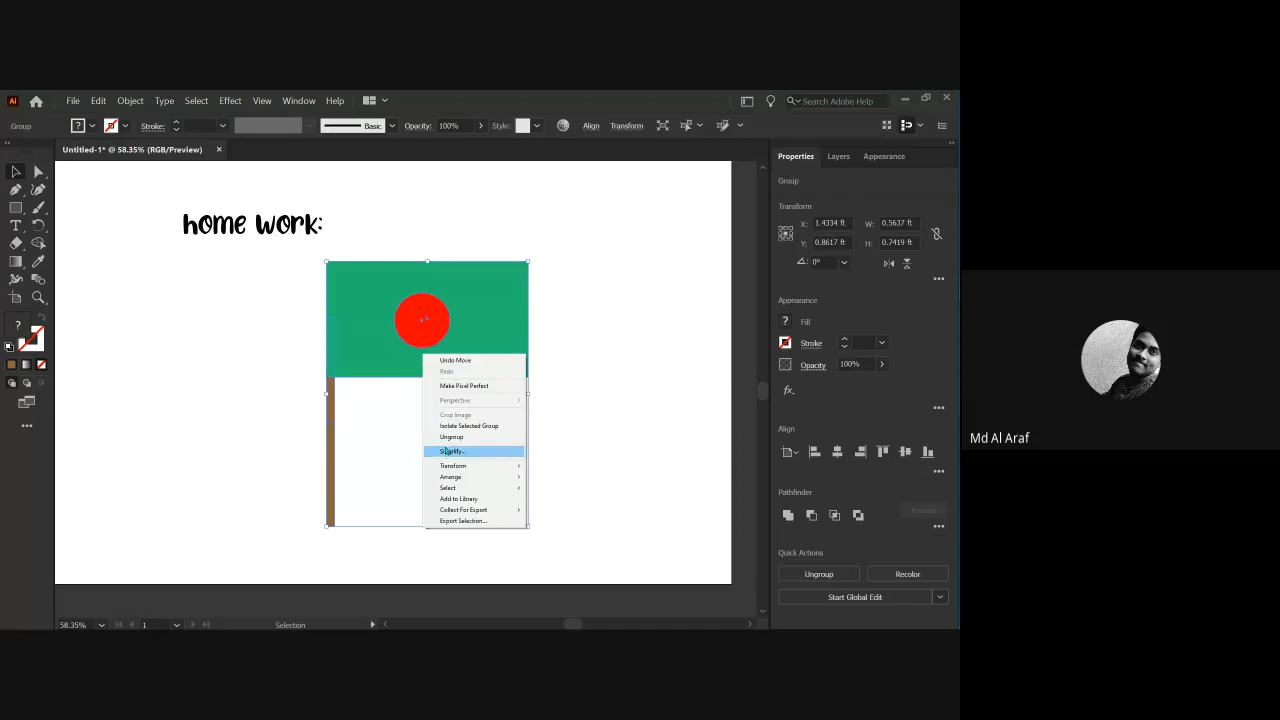 Ai File Edit Object Type Select Effect View Window Help Search Adobe Help
Group Stroke: Basic Opacity: 100% Style: Align Transform
Untitled-1* @ 58.35% (RGB/Preview) ×
Properties Layers Appearance
Group
Transform
X: 1.4334 ft W: 0.5637 ft
Y: 0.8617 ft H: 0.7419 ft
0°
Appearance
? Fill
Stroke
Opacity 100%
fx.
Align
Pathfinder
Quick Actions
Ungroup Recolor
Start Global Edit
home work:
Undo Move
Redo
Make Pixel Perfect
Perspective
Crop Image
Isolate Selected Group
Ungroup
Transform
Arrange
Select
Add to Library
Collect For Export
Export Selection...
58.35% 1 Selection
Md Al Araf